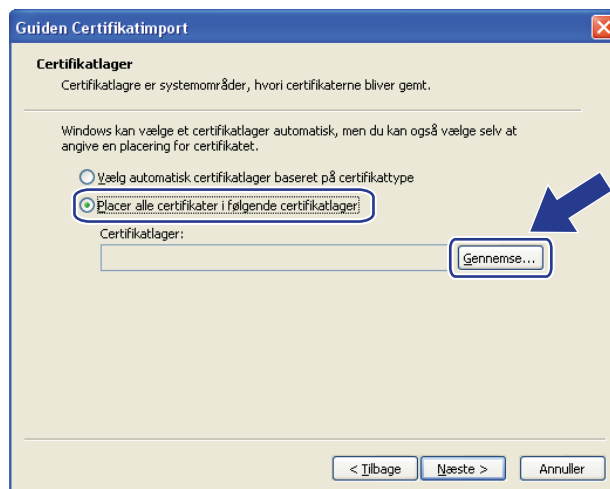 Guiden Certifikatimport
Certifikatlager
Certifikatlagre er systemområder, hvori certifikaterne bliver gemt.
Windows kan vælge et certifikatlager automatisk, men du kan også vælge selv at
angive en placering for certifikatet.
Vælg automatisk certifikatlager baseret på certifikattype
Placer alle certifikater i følgende certifikatlager
Certifikatlager:
Gennemse...
< Tilbage
Næste >
Annuller